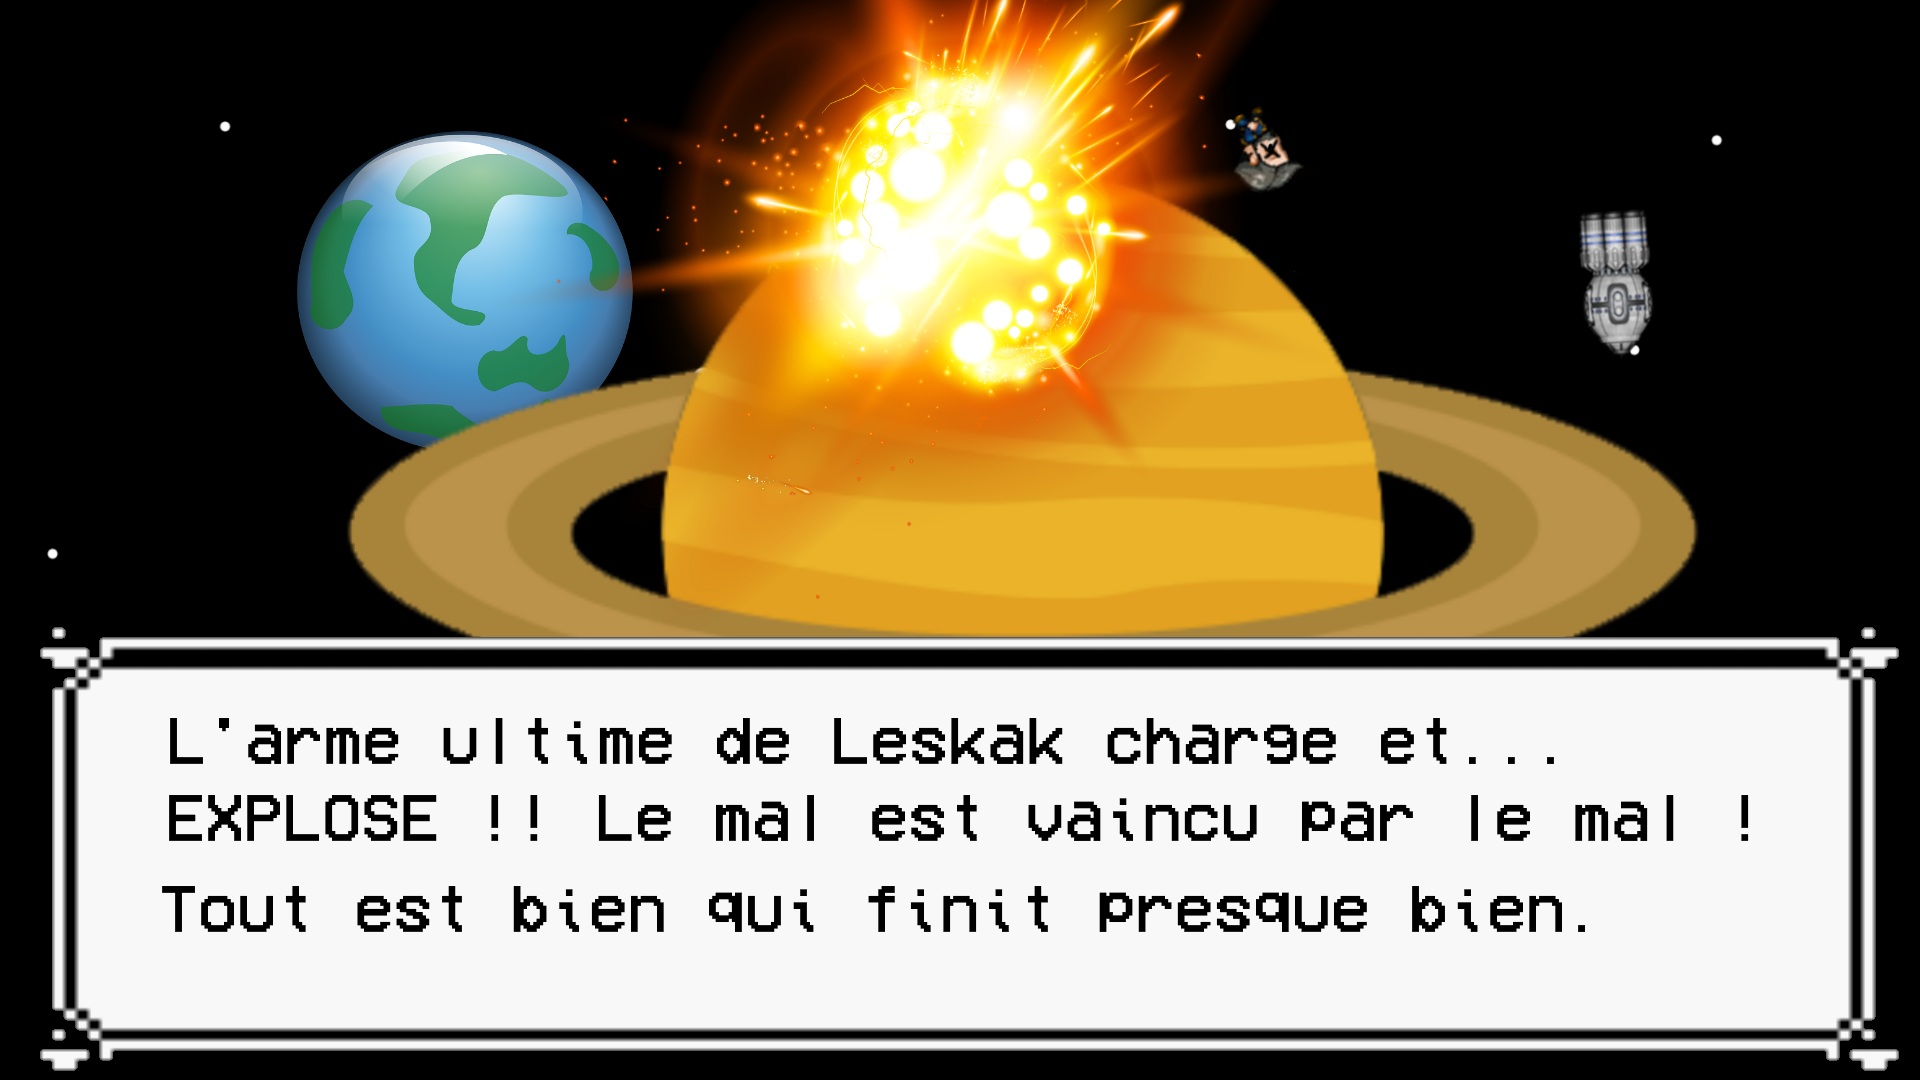 L'arme ultime de Leskak charge et...
EXPLOSE !! Le mal est vaincu par le mal !
Tout est bien qui finit presque bien.